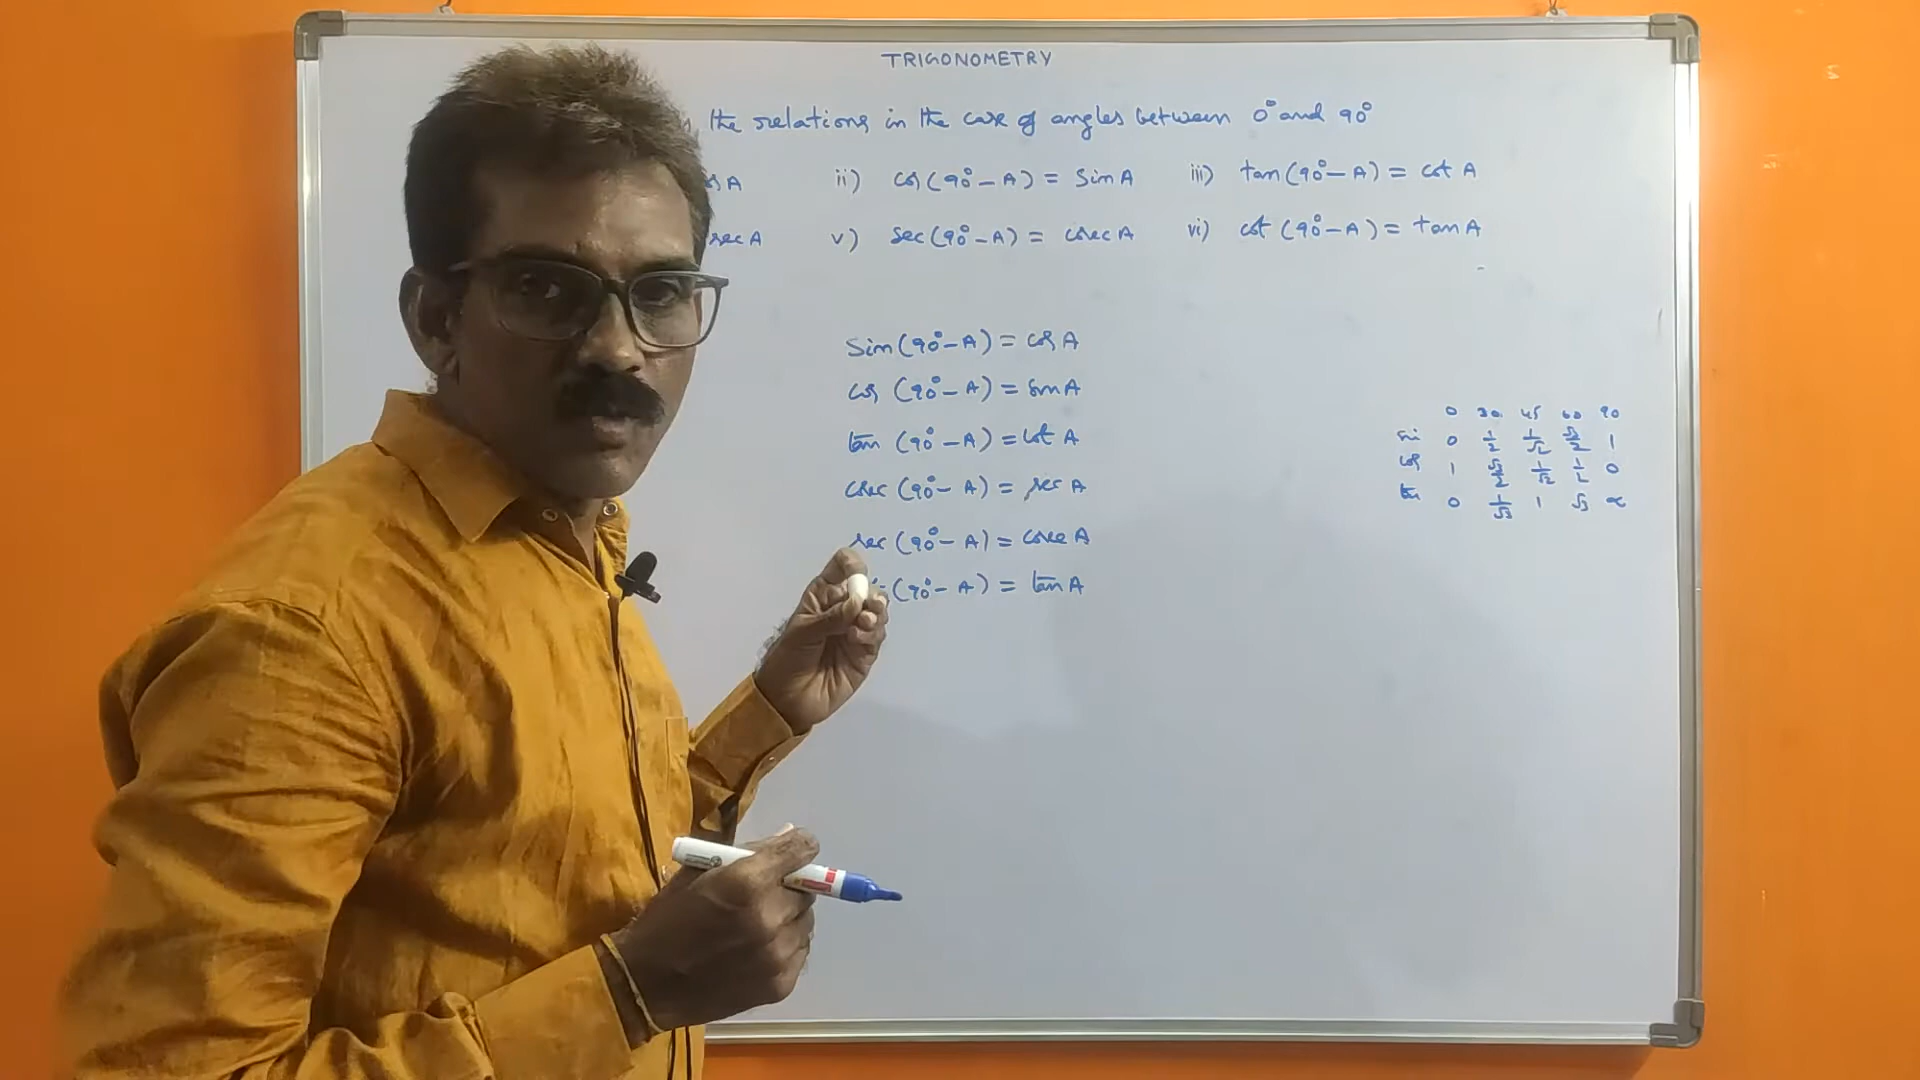 TRIGONOMETRY
the relations in the case of angles between 0° and 90°
A ii) cos (90° – A) = Sin A iii) tan (90° – A) = cot A
sec A v) Sec (90° – A) = cosec A vi) cot (90° – A) = tan A
Sin (90° – A) = cos A
cos (90° – A) = sin A
tan (90° – A) = cot A
cosec (90° – A) = sec A
sec (90° – A) = cosec A
(90° – A) = tan A
0 30 45 60 90
sin 0 1/2 1/√2 √3/2 1
cos 1 √3/2 1/√2 1/2 0
tan 0 1/√3 1 √3 ∝